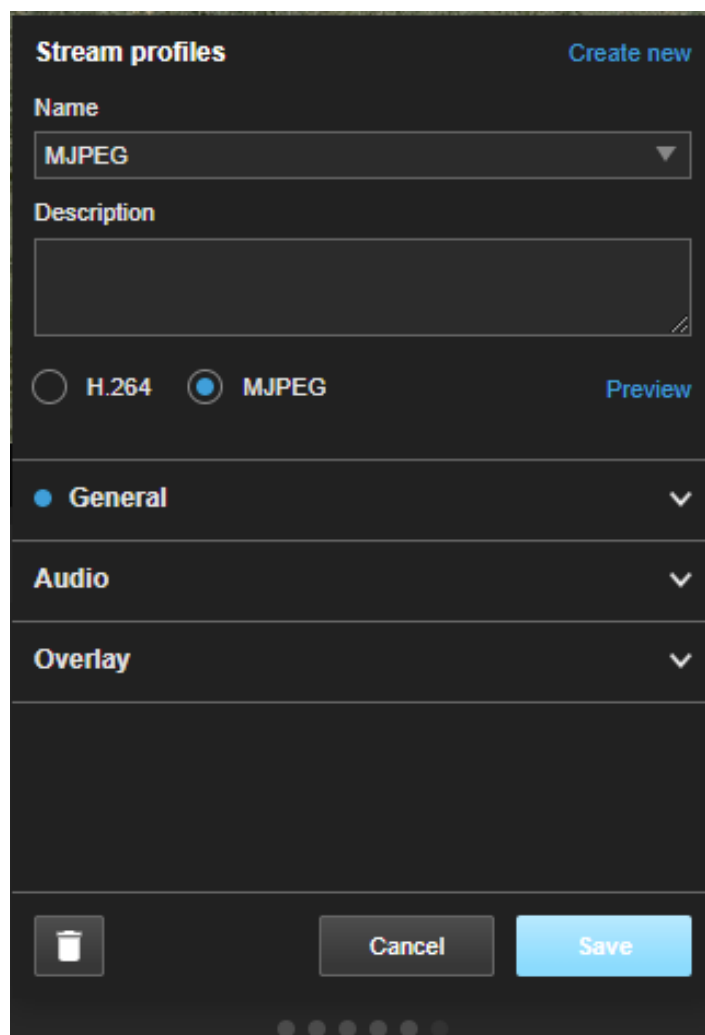 Stream profiles Create new
Name
MJPEG
Description
H.264 MJPEG Preview
General
Audio
Overlay
Cancel Save